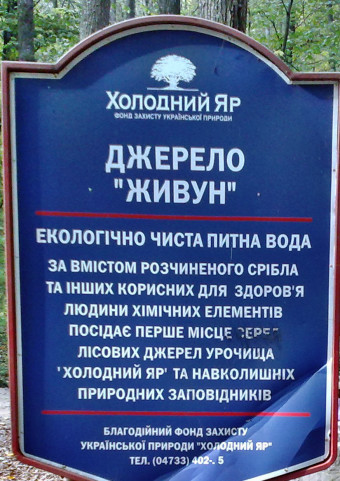 ХОЛОДНИЙ ЯР
ФОНД ЗАХИСТУ УКРАЇНСЬКОЇ ПРИРОДИ
ДЖЕРЕЛО
"ЖИВУН"
ЕКОЛОГІЧНО ЧИСТА ПИТНА ВОДА
ЗА ВМІСТОМ РОЗЧИНЕНОГО СРІБЛА
ТА ІНШИХ КОРИСНИХ ДЛЯ ЗДОРОВ'Я
ЛЮДИНИ ХІМІЧНИХ ЕЛЕМЕНТІВ
ПОСІДАЄ ПЕРШЕ МІСЦЕ СЕРЕД
ЛІСОВИХ ДЖЕРЕЛ УРОЧИЩА
'ХОЛОДНИЙ ЯР' ТА НАВКОЛИШНІХ
ПРИРОДНИХ ЗАПОВІДНИКІВ
БЛАГОДІЙНИЙ ФОНД ЗАХИСТУ
УКРАЇНСЬКОЇ ПРИРОДИ "ХОЛОДНИЙ ЯР"
ТЕЛ. (04733) 402-. 5